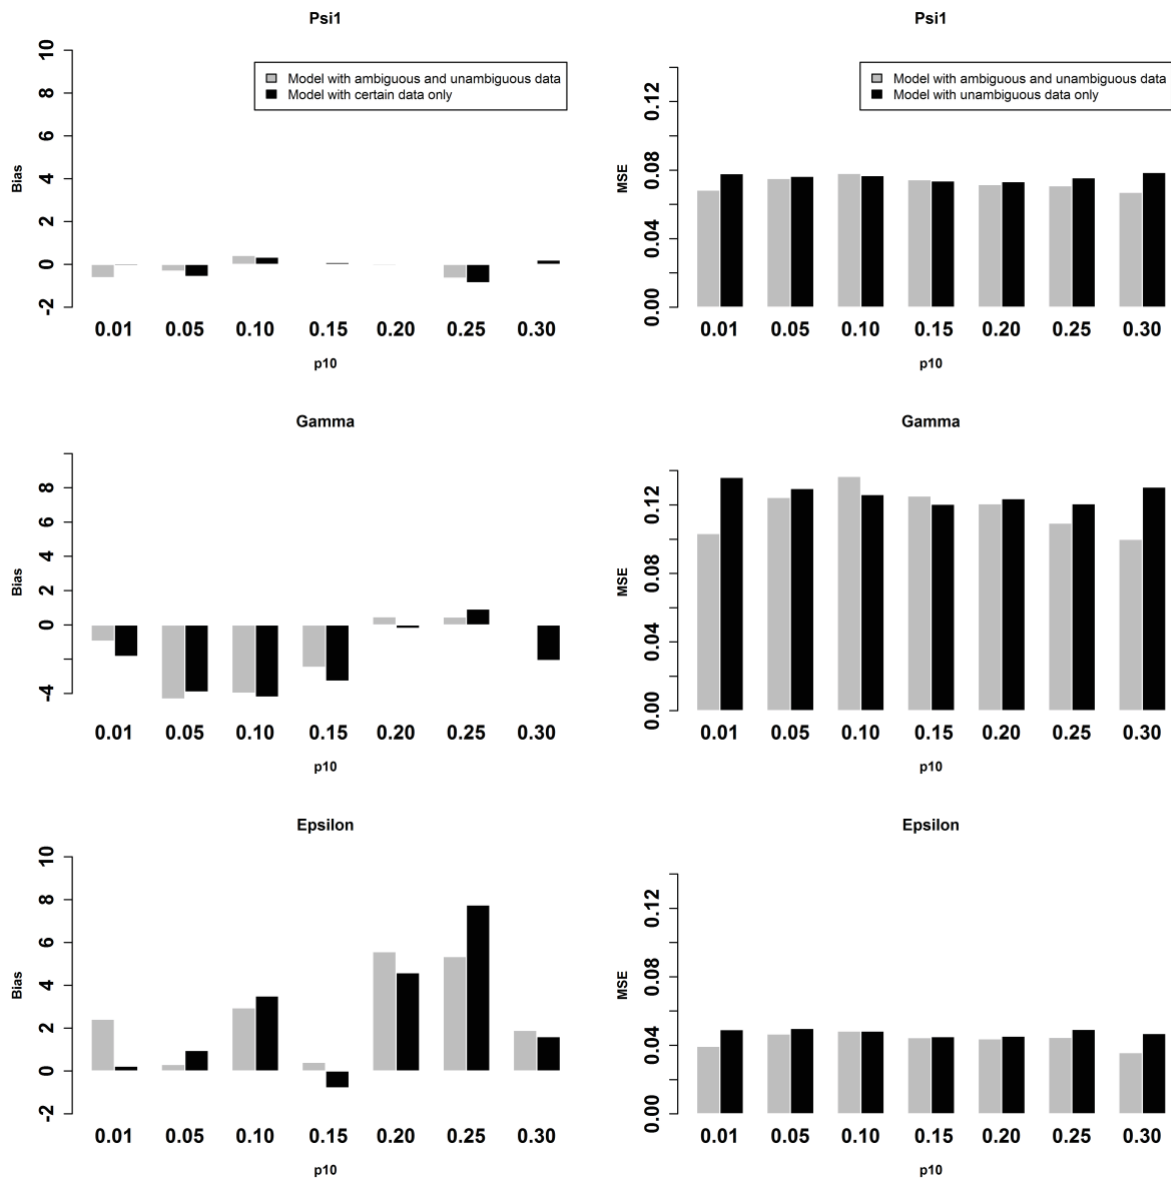 Psi1
10
8
6
4
2
0
-2
Bias
Model with ambiguous and unambiguous data
Model with certain data only
0.01 0.05 0.10 0.15 0.20 0.25 0.30
p10
Psi1
0.12
0.08
0.04
0.00
MSE
Model with ambiguous and unambiguous data
Model with unambiguous data only
0.01 0.05 0.10 0.15 0.20 0.25 0.30
p10
Gamma
8
6
4
2
0
-4
Bias
0.01 0.05 0.10 0.15 0.20 0.25 0.30
p10
Gamma
0.12
0.08
0.04
0.00
MSE
0.01 0.05 0.10 0.15 0.20 0.25 0.30
p10
Epsilon
10
8
6
4
2
0
-2
Bias
0.01 0.05 0.10 0.15 0.20 0.25 0.30
p10
Epsilon
0.12
0.08
0.04
0.00
MSE
0.01 0.05 0.10 0.15 0.20 0.25 0.30
p10